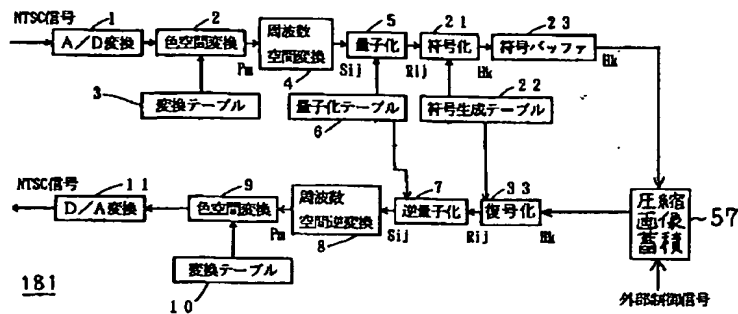 NTSC信号
1
A/D変換
2
色空間変換
Pm
周波数
空間変換
4
Sij
5
量子化
Rij
21
符号化
Hk
23
符号バッファ
Hk
3
変換テーブル
量子化テーブル
6
22
符号生成テーブル
NTSC信号
11
D/A変換
9
色空間変換
Pm
周波数
空間逆変換
8
Sij
7
逆量子化
Rij
33
復号化
Hk
圧縮
画像
蓄積
57
変換テーブル
10
外部制御信号
181